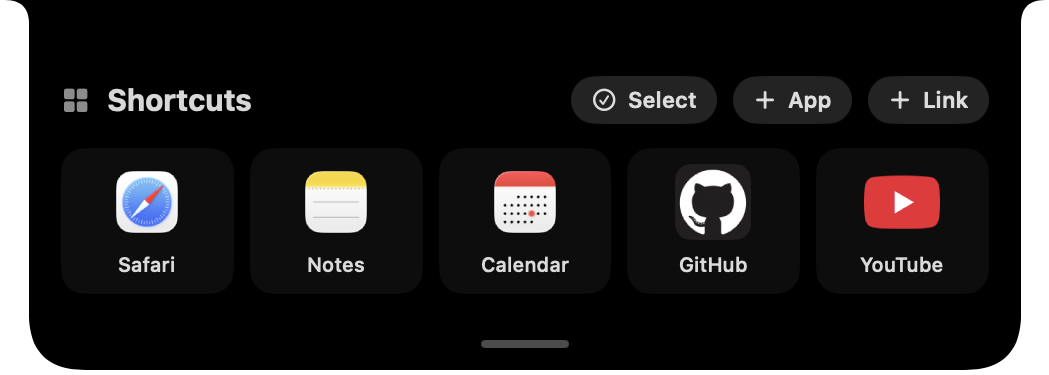 Shortcuts
Select
App
Link
Safari
Notes
Calendar
GitHub
YouTube